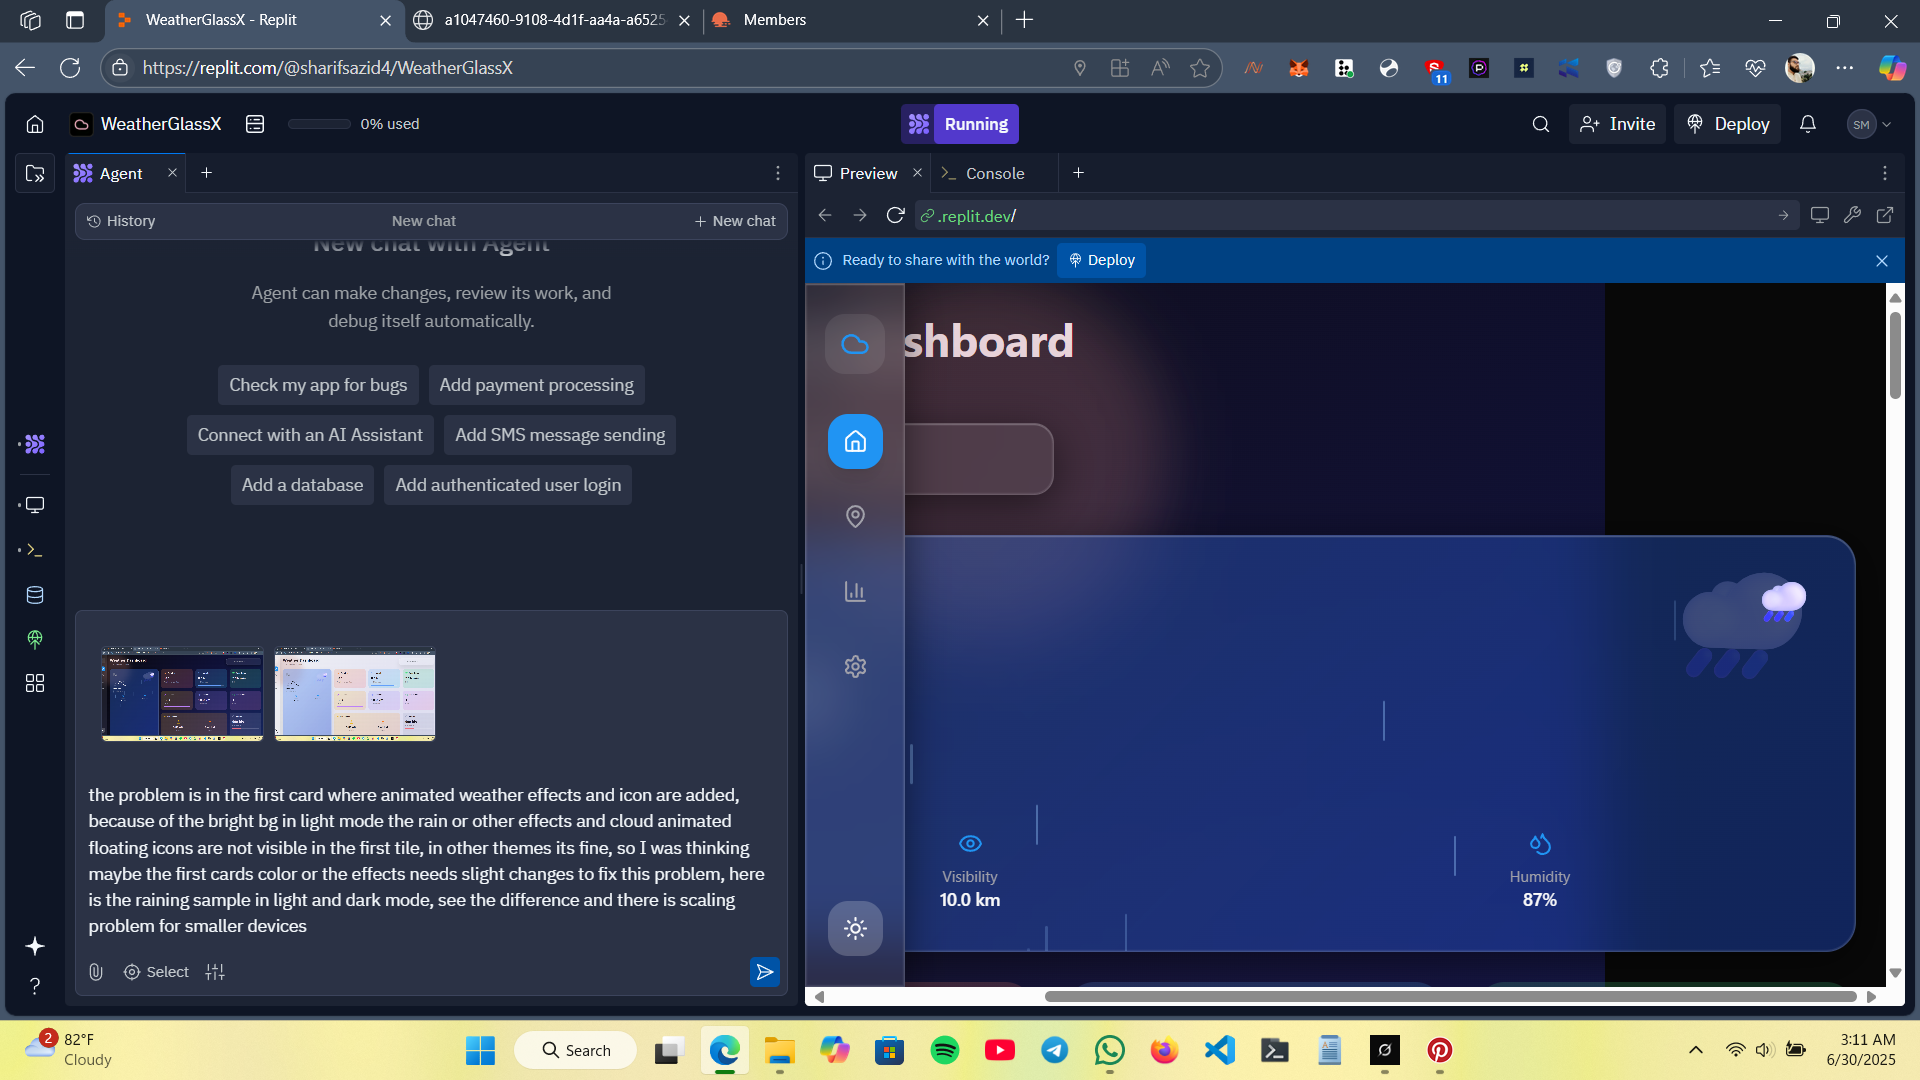 WeatherGlassX - Replit
a1047460-9108-4d1f-aa4a-a6525
Members
https://replit.com/@sharifsazid4/WeatherGlassX
11
WeatherGlassX
0% used
Running
Invite
Deploy
SM
Agent
Preview
Console
History
New chat
New chat
.replit.dev/
New chat with Agent
Ready to share with the world?
Deploy
Agent can make changes, review its work, and
debug itself automatically.
shboard
Check my app for bugs
Add payment processing
Connect with an AI Assistant
Add SMS message sending
Add a database
Add authenticated user login
the problem is in the first card where animated weather effects and icon are added,
because of the bright bg in light mode the rain or other effects and cloud animated
floating icons are not visible in the first tile, in other themes its fine, so I was thinking
maybe the first cards color or the effects needs slight changes to fix this problem, here
is the raining sample in light and dark mode, see the difference and there is scaling
problem for smaller devices
Visibility
10.0 km
Humidity
87%
Select
2
82°F
Cloudy
Search
3:11 AM
6/30/2025